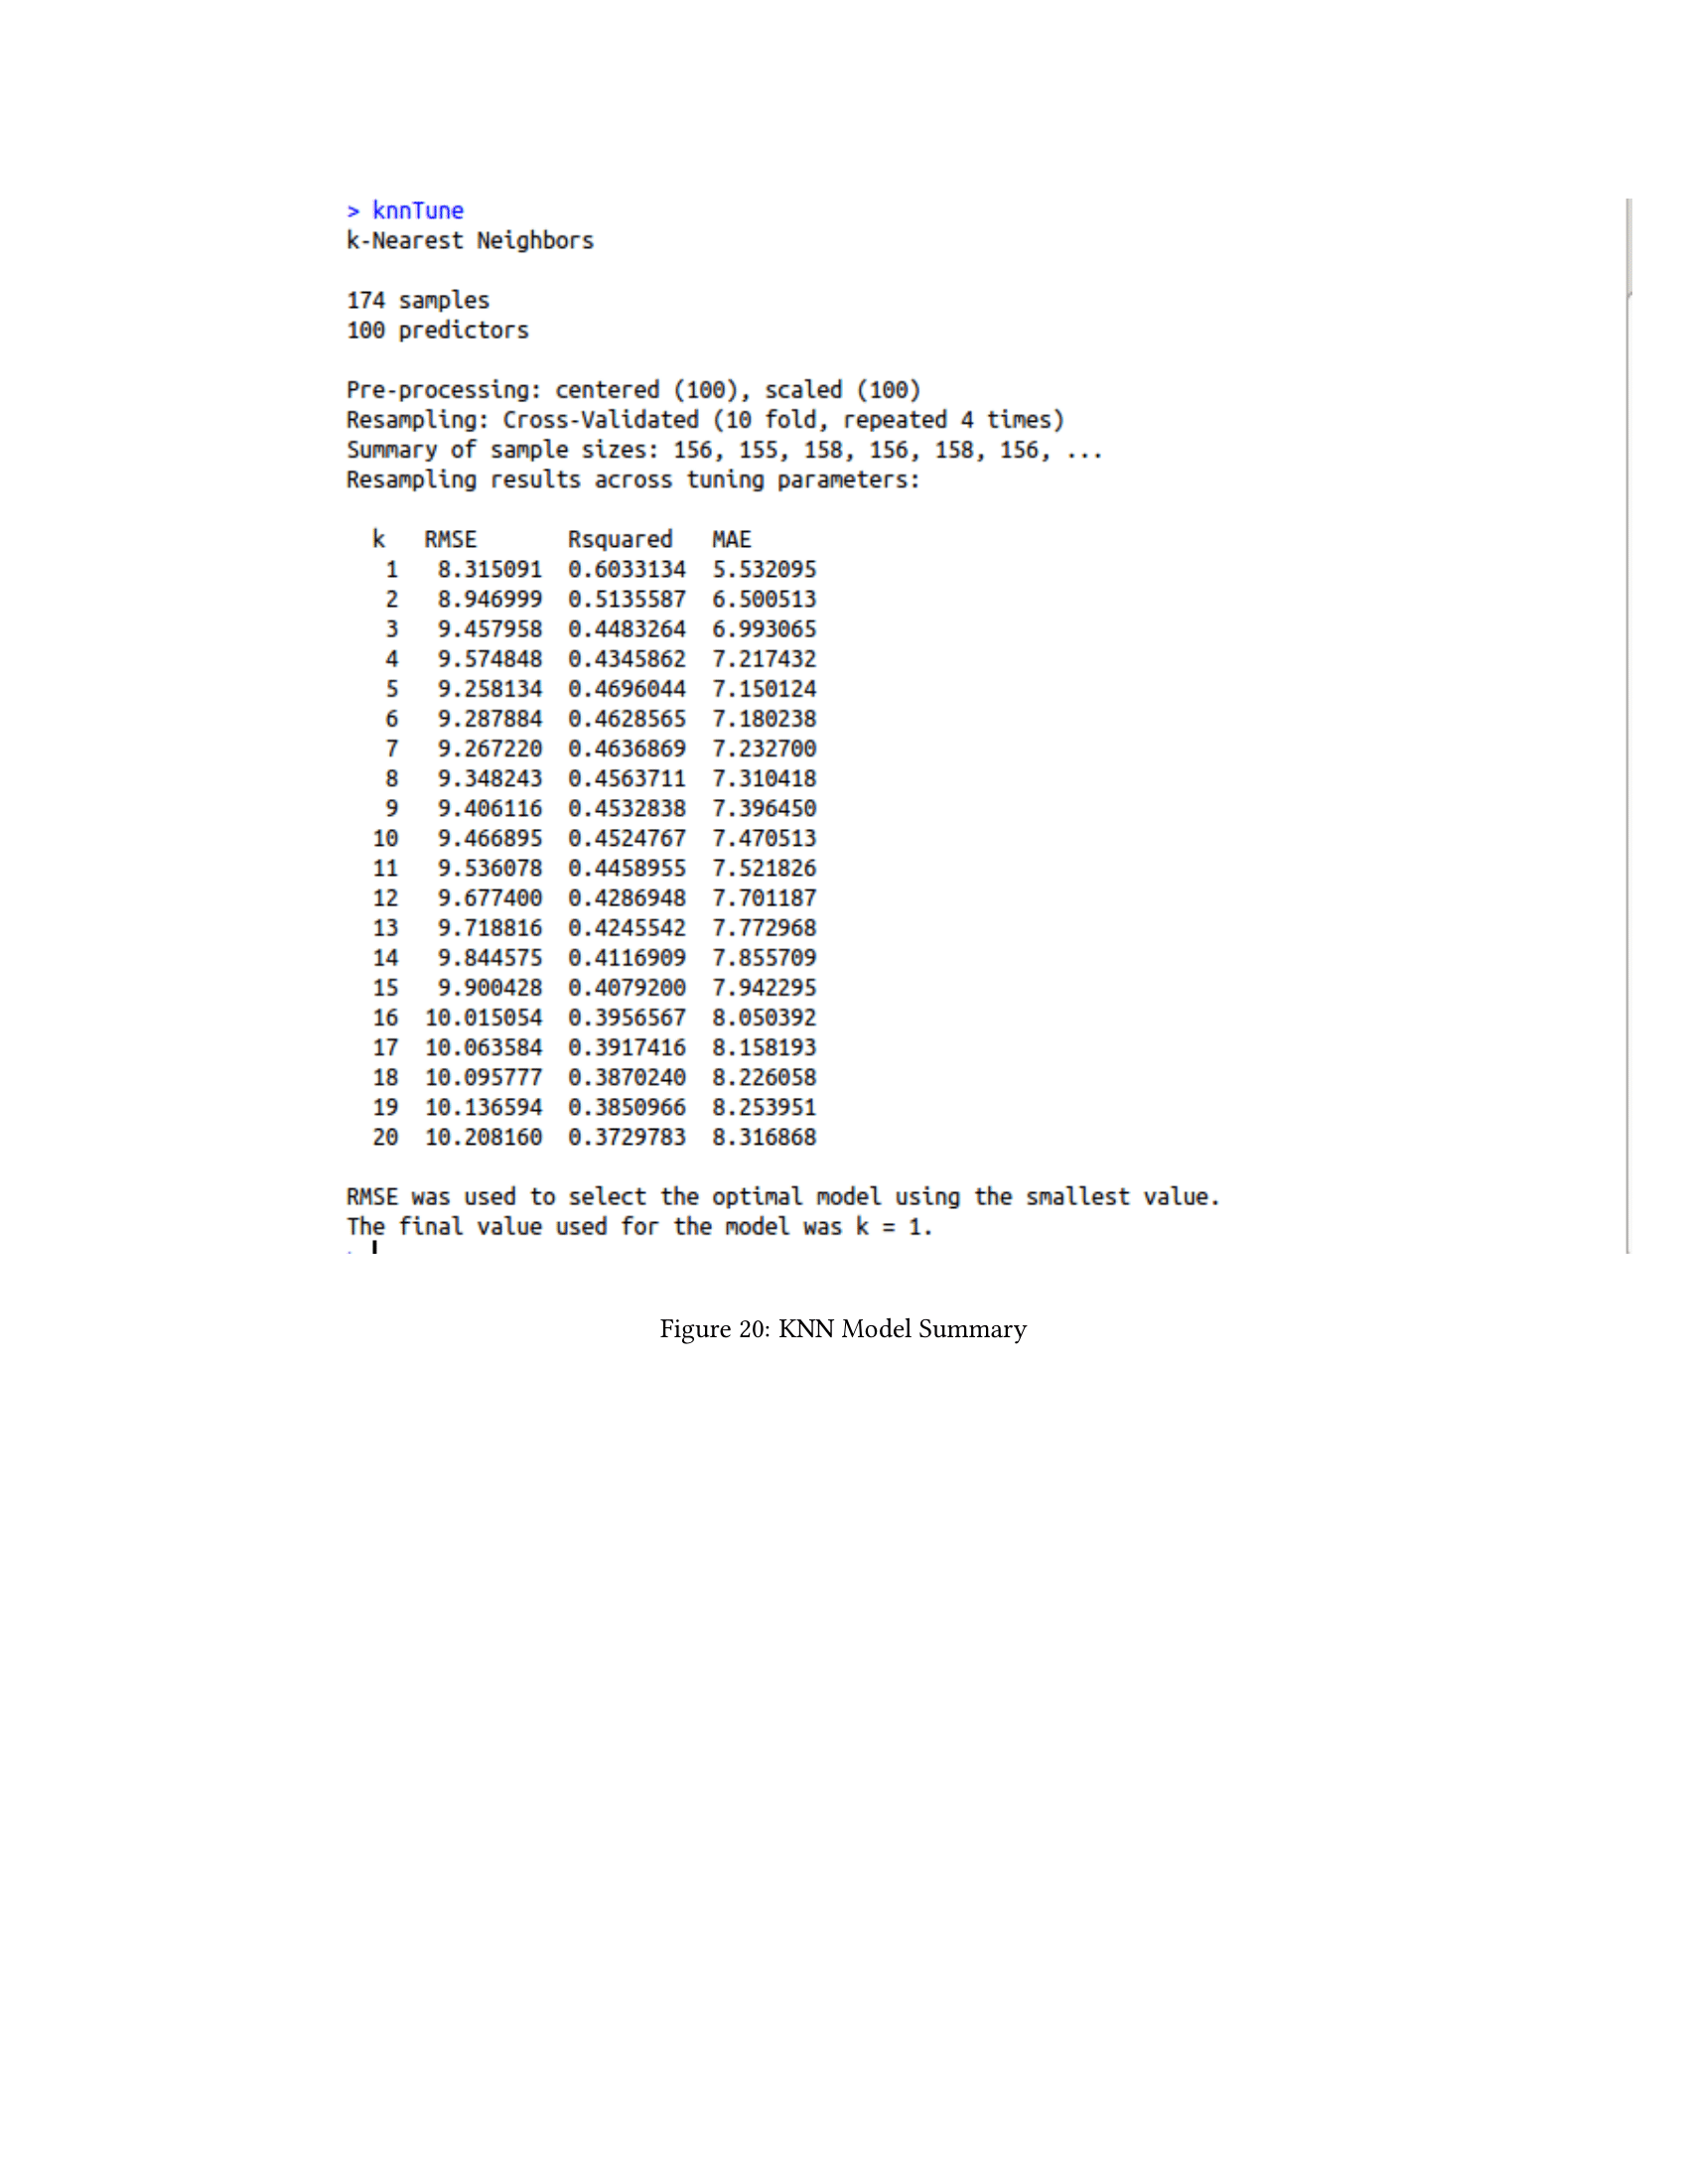 > knnTune
k-Nearest Neighbors
174 samples
100 predictors
Pre-processing: centered (100), scaled (100)
Resampling: Cross-Validated (10 fold, repeated 4 times)
Summary of sample sizes: 156, 155, 158, 156, 158, 156, ...
Resampling results across tuning parameters:
k RMSE Rsquared MAE
1 8.315091 0.6033134 5.532095
2 8.946999 0.5135587 6.500513
3 9.457958 0.4483264 6.993065
4 9.574848 0.4345862 7.217432
5 9.258134 0.4696044 7.150124
6 9.287884 0.4628565 7.180238
7 9.267220 0.4636869 7.232700
8 9.348243 0.4563711 7.310418
9 9.406116 0.4532838 7.396450
10 9.466895 0.4524767 7.470513
11 9.536078 0.4458955 7.521826
12 9.677400 0.4286948 7.701187
13 9.718816 0.4245542 7.772968
14 9.844575 0.4116909 7.855709
15 9.900428 0.4079200 7.942295
16 10.015054 0.3956567 8.050392
17 10.063584 0.3917416 8.158193
18 10.095777 0.3870240 8.226058
19 10.136594 0.3850966 8.253951
20 10.208160 0.3729783 8.316868
RMSE was used to select the optimal model using the smallest value.
The final value used for the model was k = 1.
Figure 20: KNN Model Summary